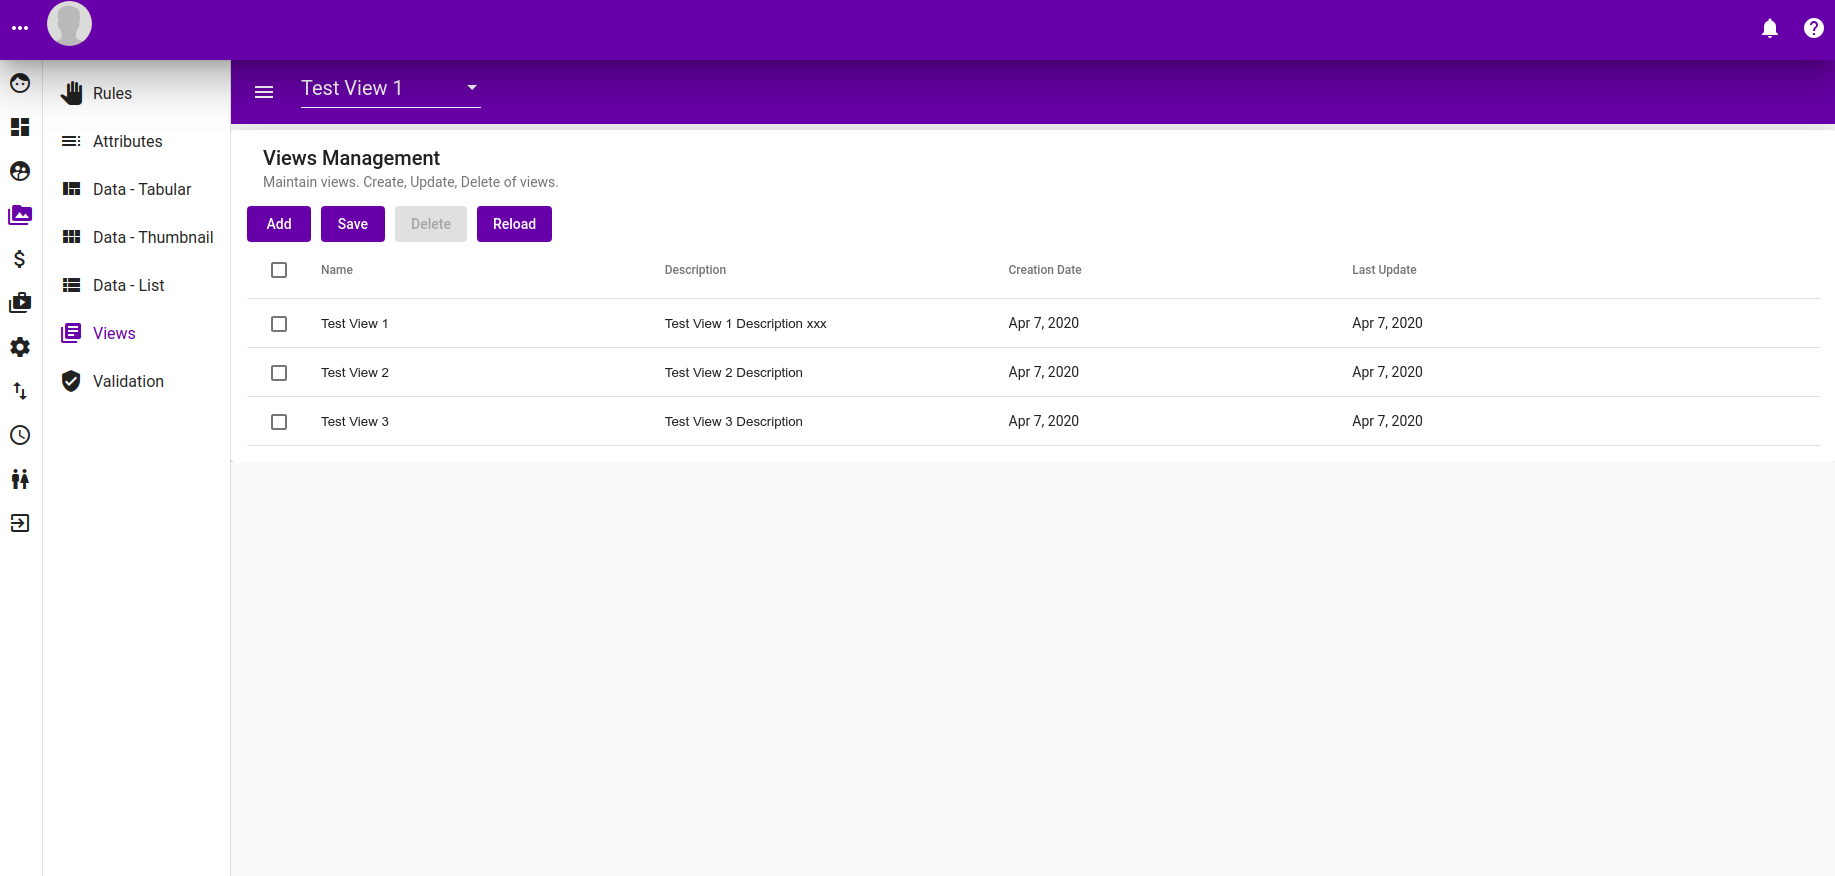 Test View 1
Rules
Attributes
Data - Tabular
Data - Thumbnail
Data - List
Views
Validation
Views Management
Maintain views. Create, Update, Delete of views.
Add Save Delete Reload
Name Description Creation Date Last Update
Test View 1 Test View 1 Description xxx Apr 7, 2020 Apr 7, 2020
Test View 2 Test View 2 Description Apr 7, 2020 Apr 7, 2020
Test View 3 Test View 3 Description Apr 7, 2020 Apr 7, 2020